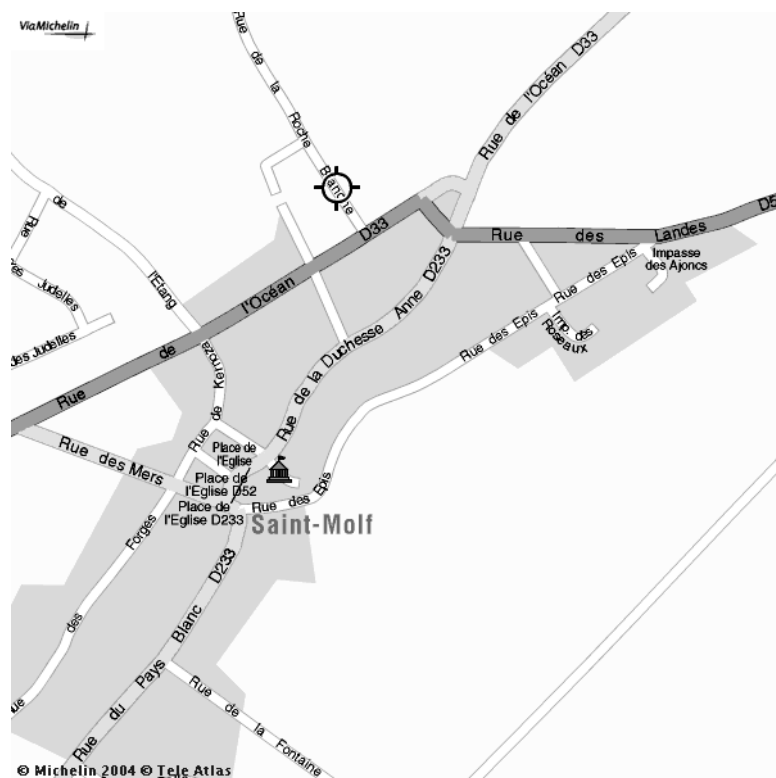 ViaMichelin
Rue de la Roche Blanche
Rue de l'Océan D33
Rue de l'Océan D33
Rue des Landes D5
Impasse
des Ajoncs
Rue des Epis
Rue des Epis
Imp. des
Roseaux
de l'Etang
Rue
des Judelles
des Judelles
Rue de Kernoza
Rue de la Duchesse Anne D233
Place de
l'Eglise
Place de
l'Eglise D52
Place de
l'Eglise D233
Rue des Mers
Rue des Epis
Saint-Molf
Rue des Forges
Rue du Pays Blanc D233
Rue de la Fontaine
© Michelin 2004 © Tele Atlas